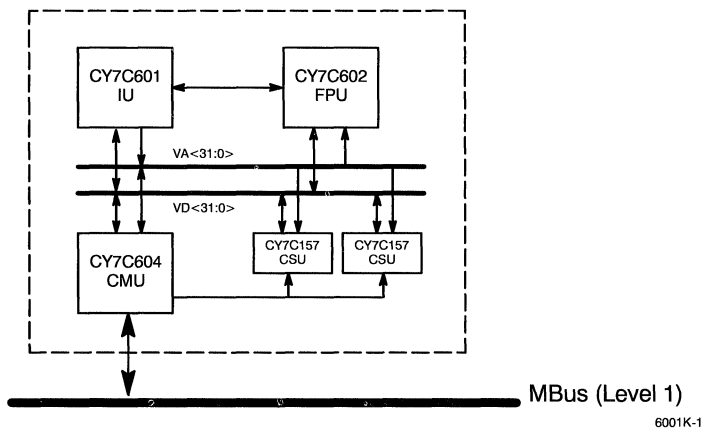 CY7C601
IU
CY7C602
FPU
VA<31:0>
VD<31:0>
CY7C604
CMU
CY7C157
CSU
CY7C157
CSU
MBus (Level 1)
6001K-1